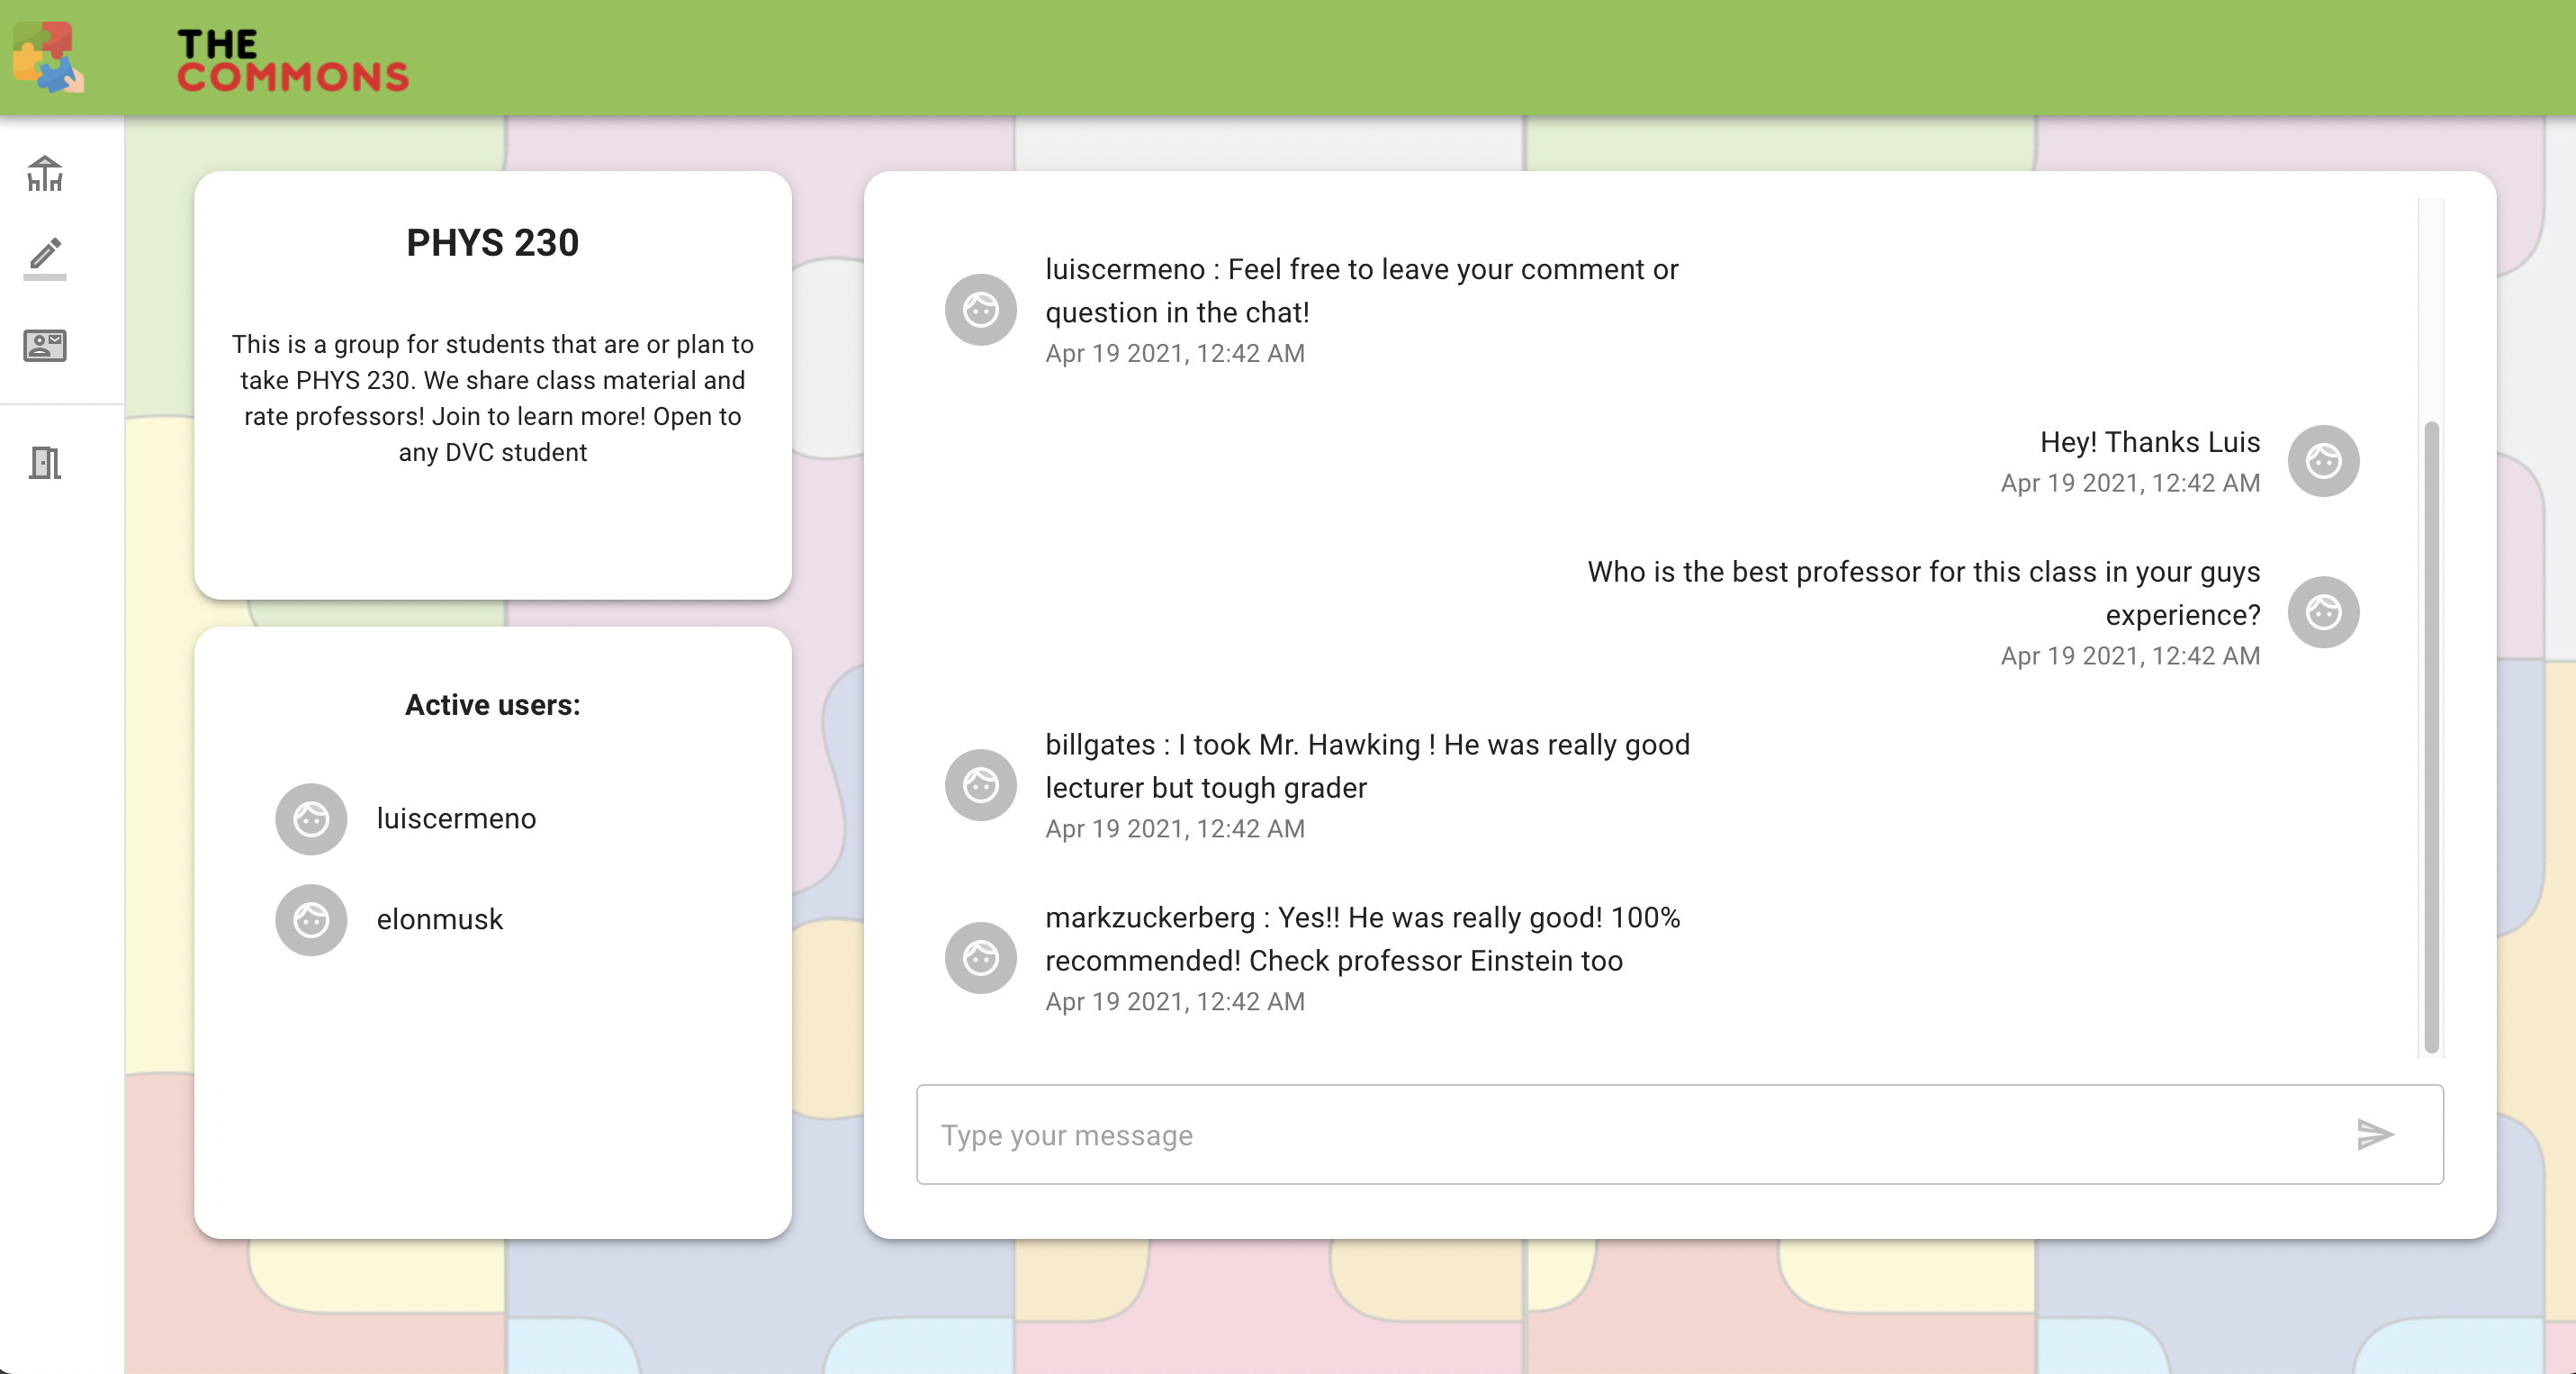 THE
COMMONS
PHYS 230
This is a group for students that are or plan to
take PHYS 230. We share class material and
rate professors! Join to learn more! Open to
any DVC student
Active users:
luiscermeno
elonmusk
luiscermeno : Feel free to leave your comment or
question in the chat!
Apr 19 2021, 12:42 AM
Hey! Thanks Luis
Apr 19 2021, 12:42 AM
Who is the best professor for this class in your guys
experience?
Apr 19 2021, 12:42 AM
billgates : I took Mr. Hawking ! He was really good
lecturer but tough grader
Apr 19 2021, 12:42 AM
markzuckerberg : Yes!! He was really good! 100%
recommended! Check professor Einstein too
Apr 19 2021, 12:42 AM
Type your message